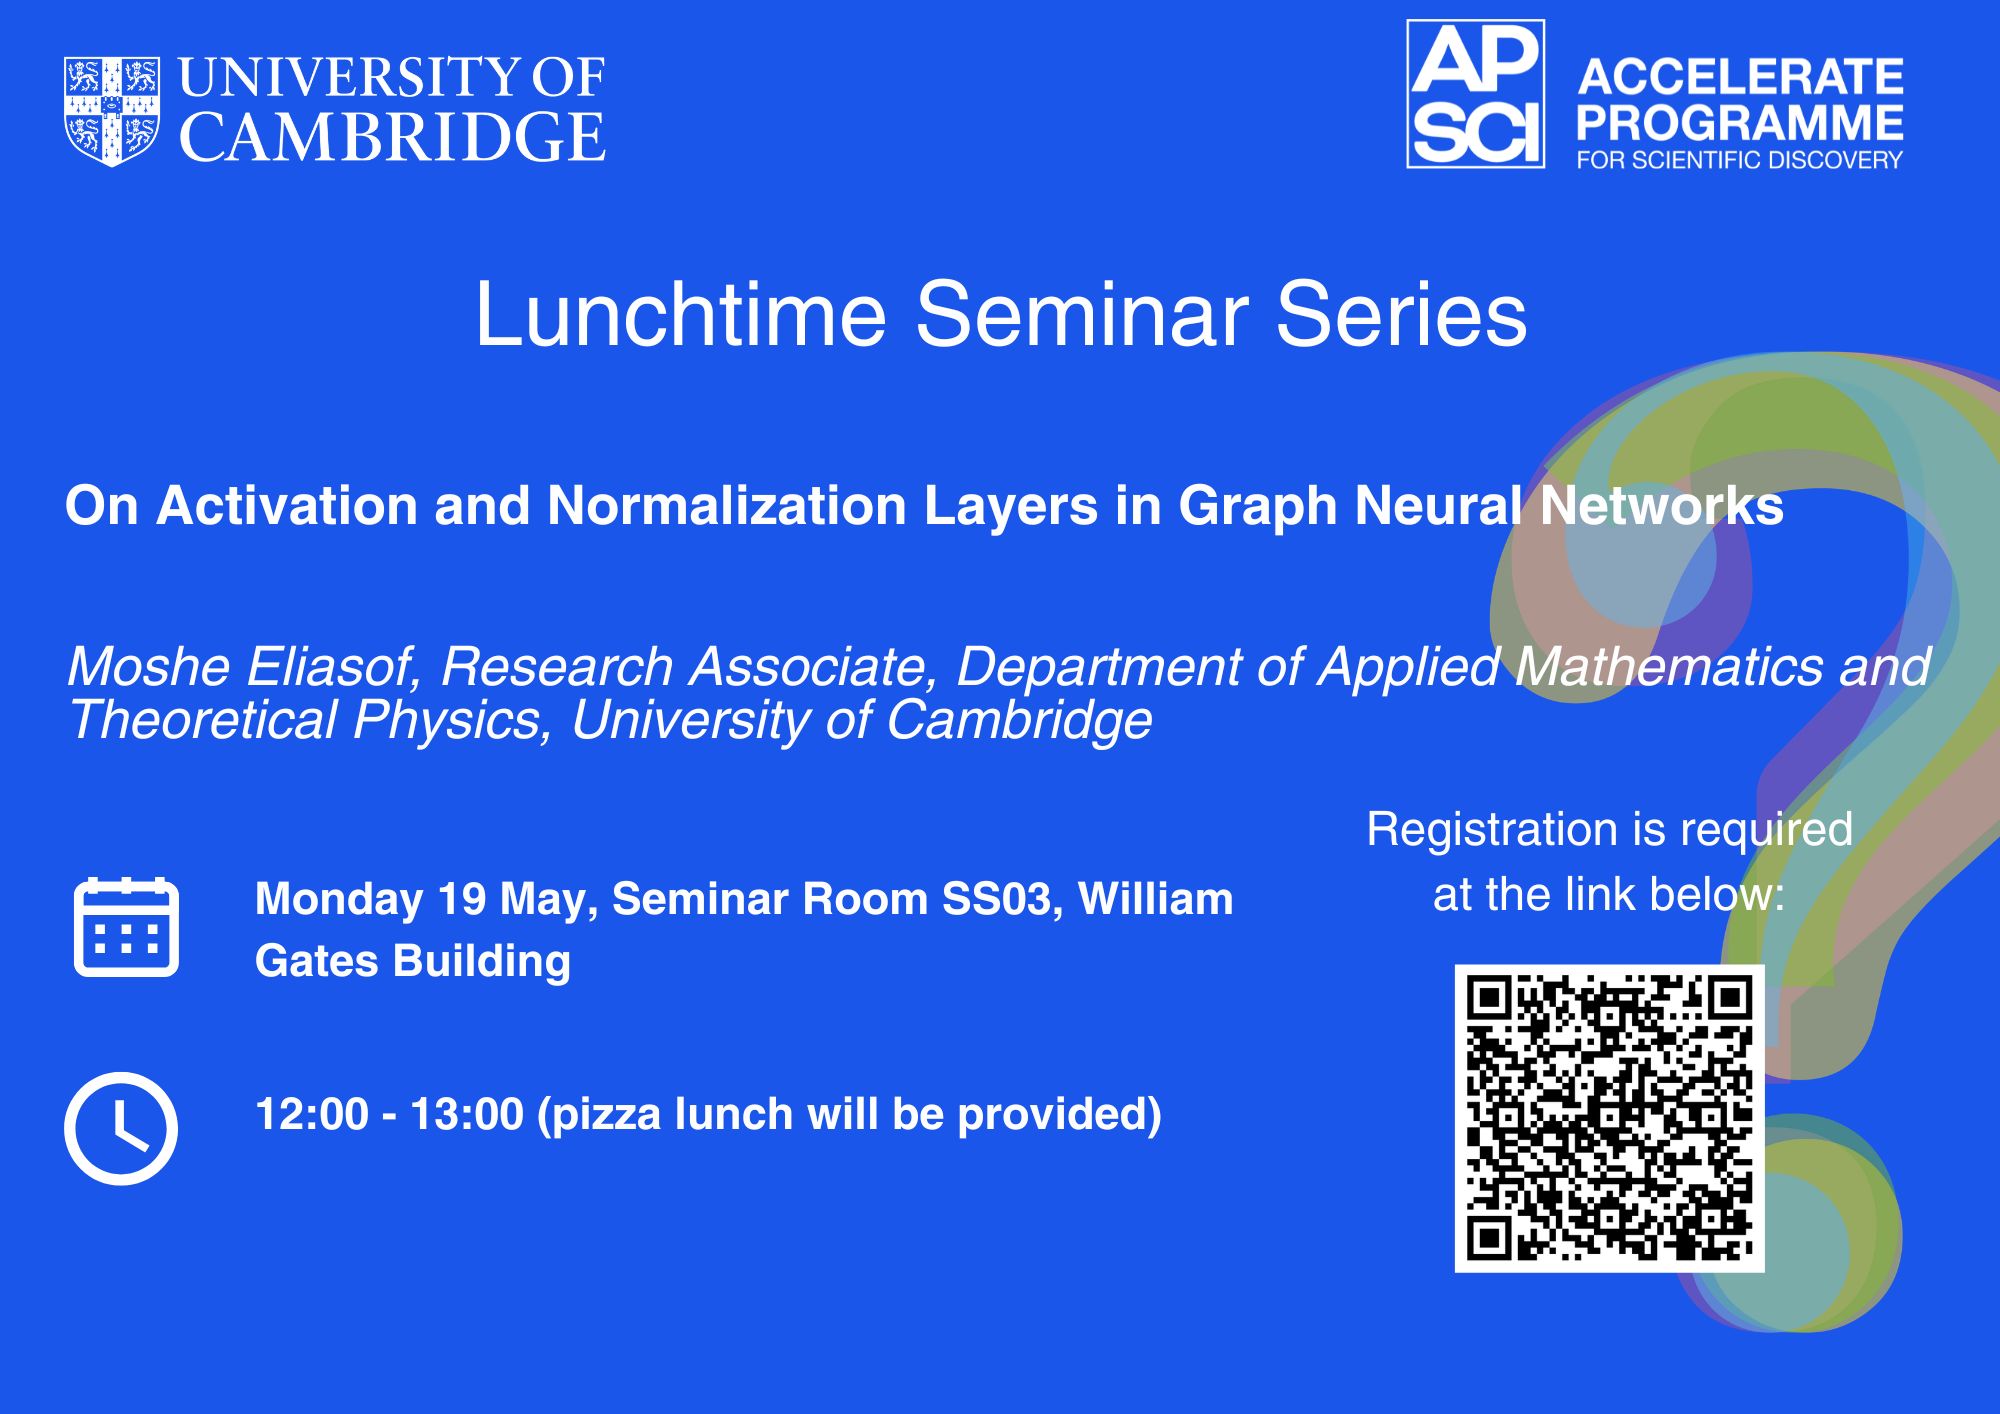 UNIVERSITY OF
CAMBRIDGE
AP
SCI
ACCELERATE
PROGRAMME
FOR SCIENTIFIC DISCOVERY
Lunchtime Seminar Series
On Activation and Normalization Layers in Graph Neural Networks
Moshe Eliasof, Research Associate, Department of Applied Mathematics and
Theoretical Physics, University of Cambridge
Monday 19 May, Seminar Room SS03, William
Gates Building
12:00 - 13:00 (pizza lunch will be provided)
Registration is required
at the link below: